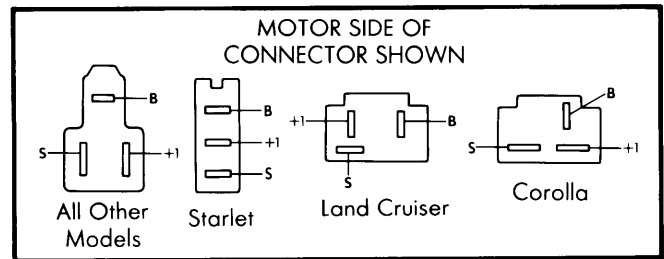 MOTOR SIDE OF
CONNECTOR SHOWN
B
S
+1
All Other
Models
B
+1
S
Starlet
+1
B
S
Land Cruiser
B
S
+1
Corolla